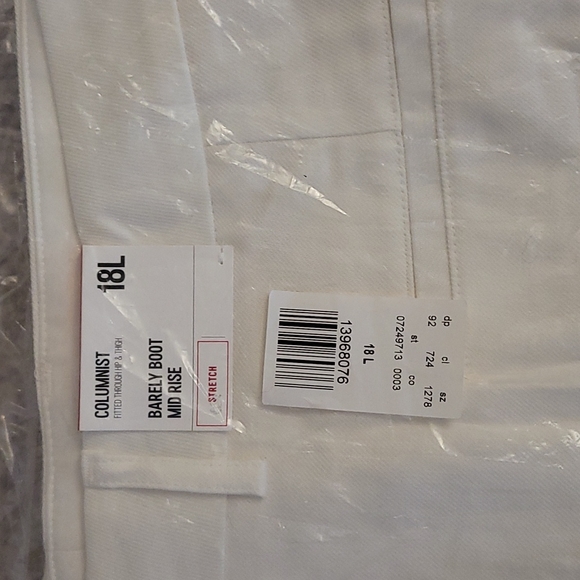 18L
COLUMNIST
FITTED THROUGH HIP & THIGH
BARELY BOOT
MID RISE
STRETCH
dp cl sz
92 724 1278
st co
07249713 0003
18 L
13968076